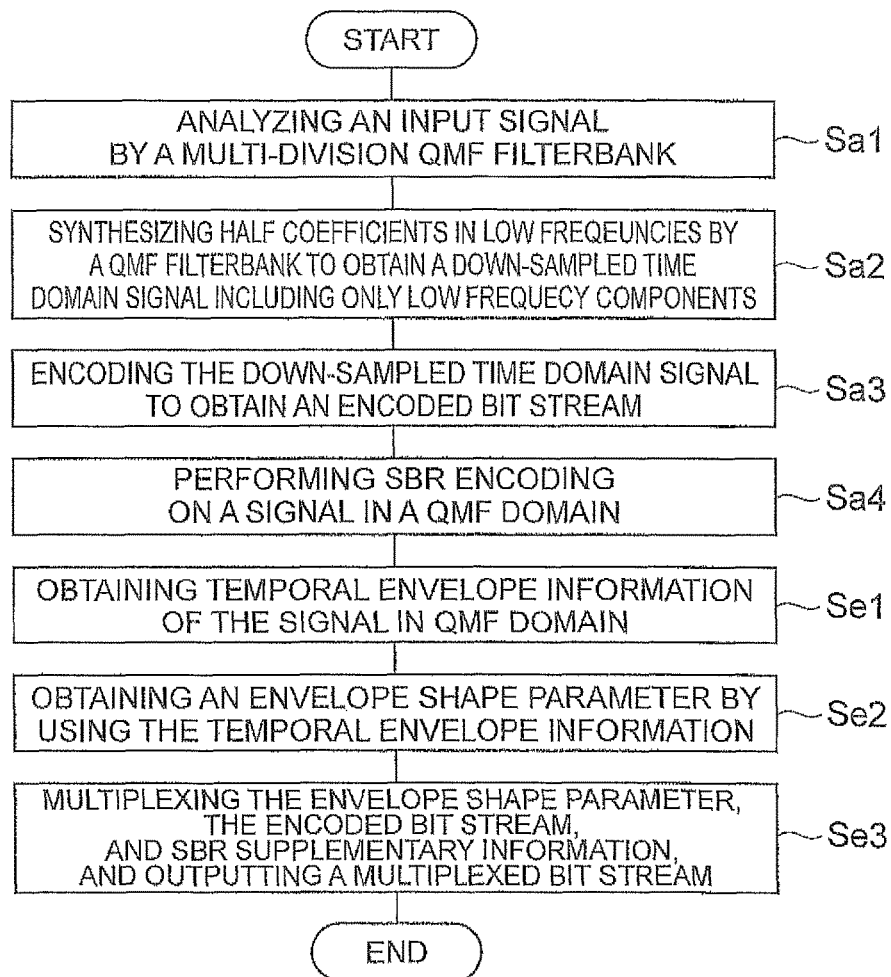 START
ANALYZING AN INPUT SIGNAL
BY A MULTI-DIVISION QMF FILTERBANK
Sa1
SYNTHESIZING HALF COEFFICIENTS IN LOW FREQEUNCIES BY
A QMF FILTERBANK TO OBTAIN A DOWN-SAMPLED TIME
DOMAIN SIGNAL INCLUDING ONLY LOW FREQUECY COMPONENTS
Sa2
ENCODING THE DOWN-SAMPLED TIME DOMAIN SIGNAL
TO OBTAIN AN ENCODED BIT STREAM
Sa3
PERFORMING SBR ENCODING
ON A SIGNAL IN A QMF DOMAIN
Sa4
OBTAINING TEMPORAL ENVELOPE INFORMATION
OF THE SIGNAL IN QMF DOMAIN
Se1
OBTAINING AN ENVELOPE SHAPE PARAMETER BY
USING THE TEMPORAL ENVELOPE INFORMATION
Se2
MULTIPLEXING THE ENVELOPE SHAPE PARAMETER,
THE ENCODED BIT STREAM,
AND SBR SUPPLEMENTARY INFORMATION,
AND OUTPUTTING A MULTIPLEXED BIT STREAM
Se3
END